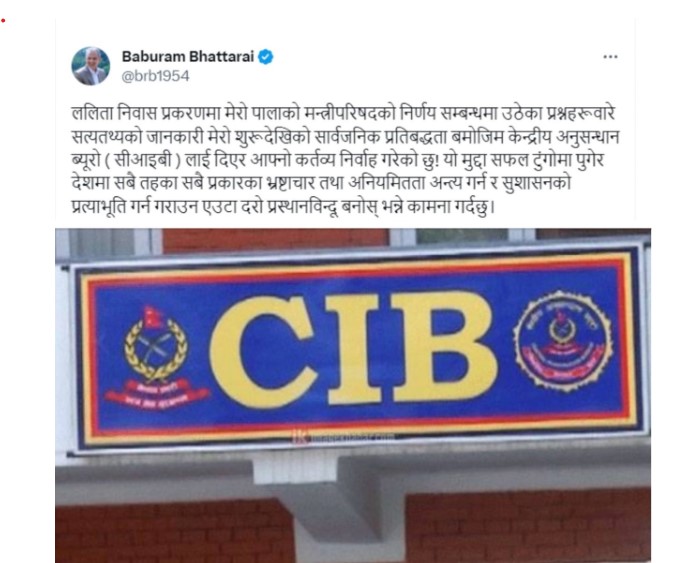 Baburam Bhattarai
@brb1954
ललिता निवास प्रकरणमा मेरो पालाको मन्त्रीपरिषदको निर्णय सम्बन्धमा उठेका प्रश्नहरूवारे
सत्यतथ्यको जानकारी मेरो शुरूदेखिको सार्वजनिक प्रतिबद्धता बमोजिम केन्द्रीय अनुसन्धान
ब्यूरो ( सीआइबी ) लाई दिएर आफ्नो कर्तव्य निर्वाह गरेको छु! यो मुद्दा सफल टुंगोमा पुगेर
देशमा सबै तहका सबै प्रकारका भ्रष्टाचार तथा अनियमितता अन्त्य गर्न र सुशासनको
प्रत्याभूति गर्न गराउन एउटा दरो प्रस्थानविन्दू बनोस् भन्ने कामना गर्दछु।
CIB